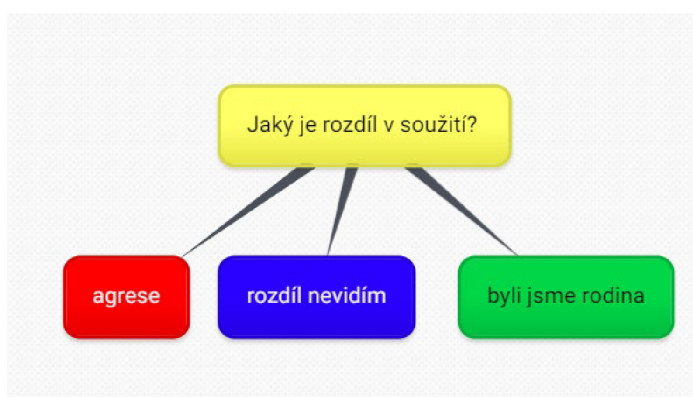 Jaký je rozdíl v soužití?
agrese
rozdíl nevidím
byli jsme rodina